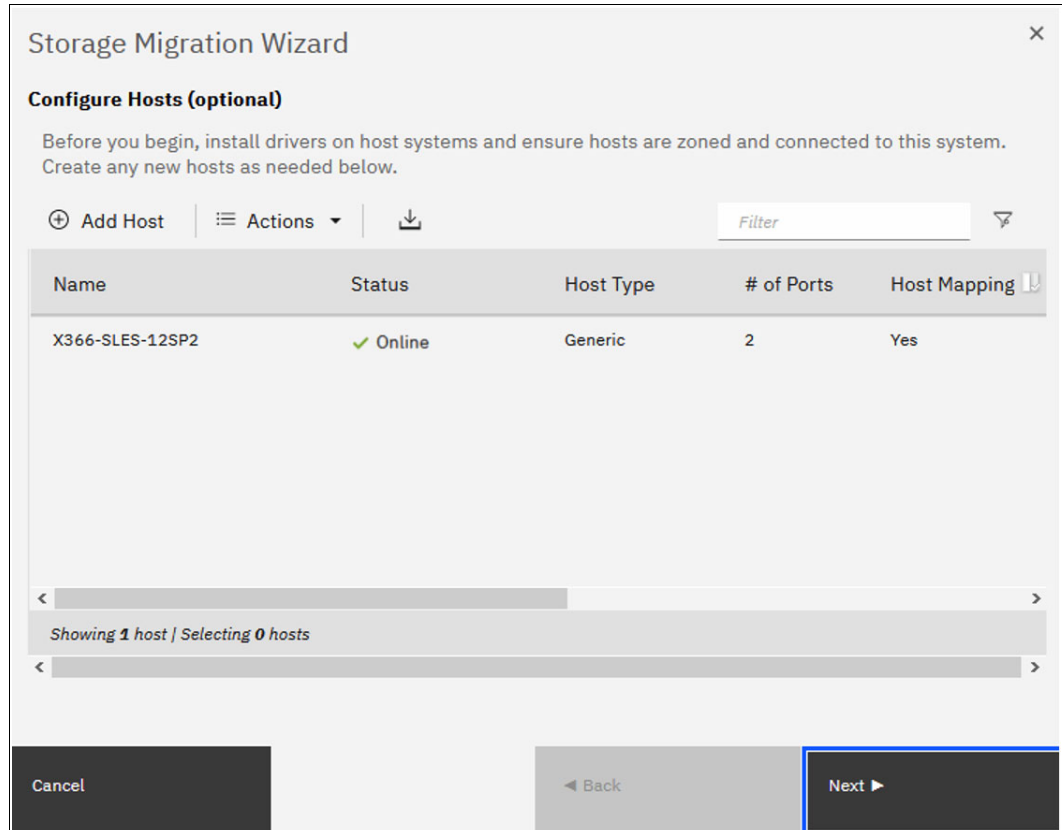 Storage Migration Wizard
×
Configure Hosts (optional)
Before you begin, install drivers on host systems and ensure hosts are zoned and connected to this system.
Create any new hosts as needed below.
Add Host Actions Filter
Name Status Host Type # of Ports Host Mapping
X366-SLES-12SP2 Online Generic 2 Yes
Showing 1 host | Selecting 0 hosts
Cancel Back Next